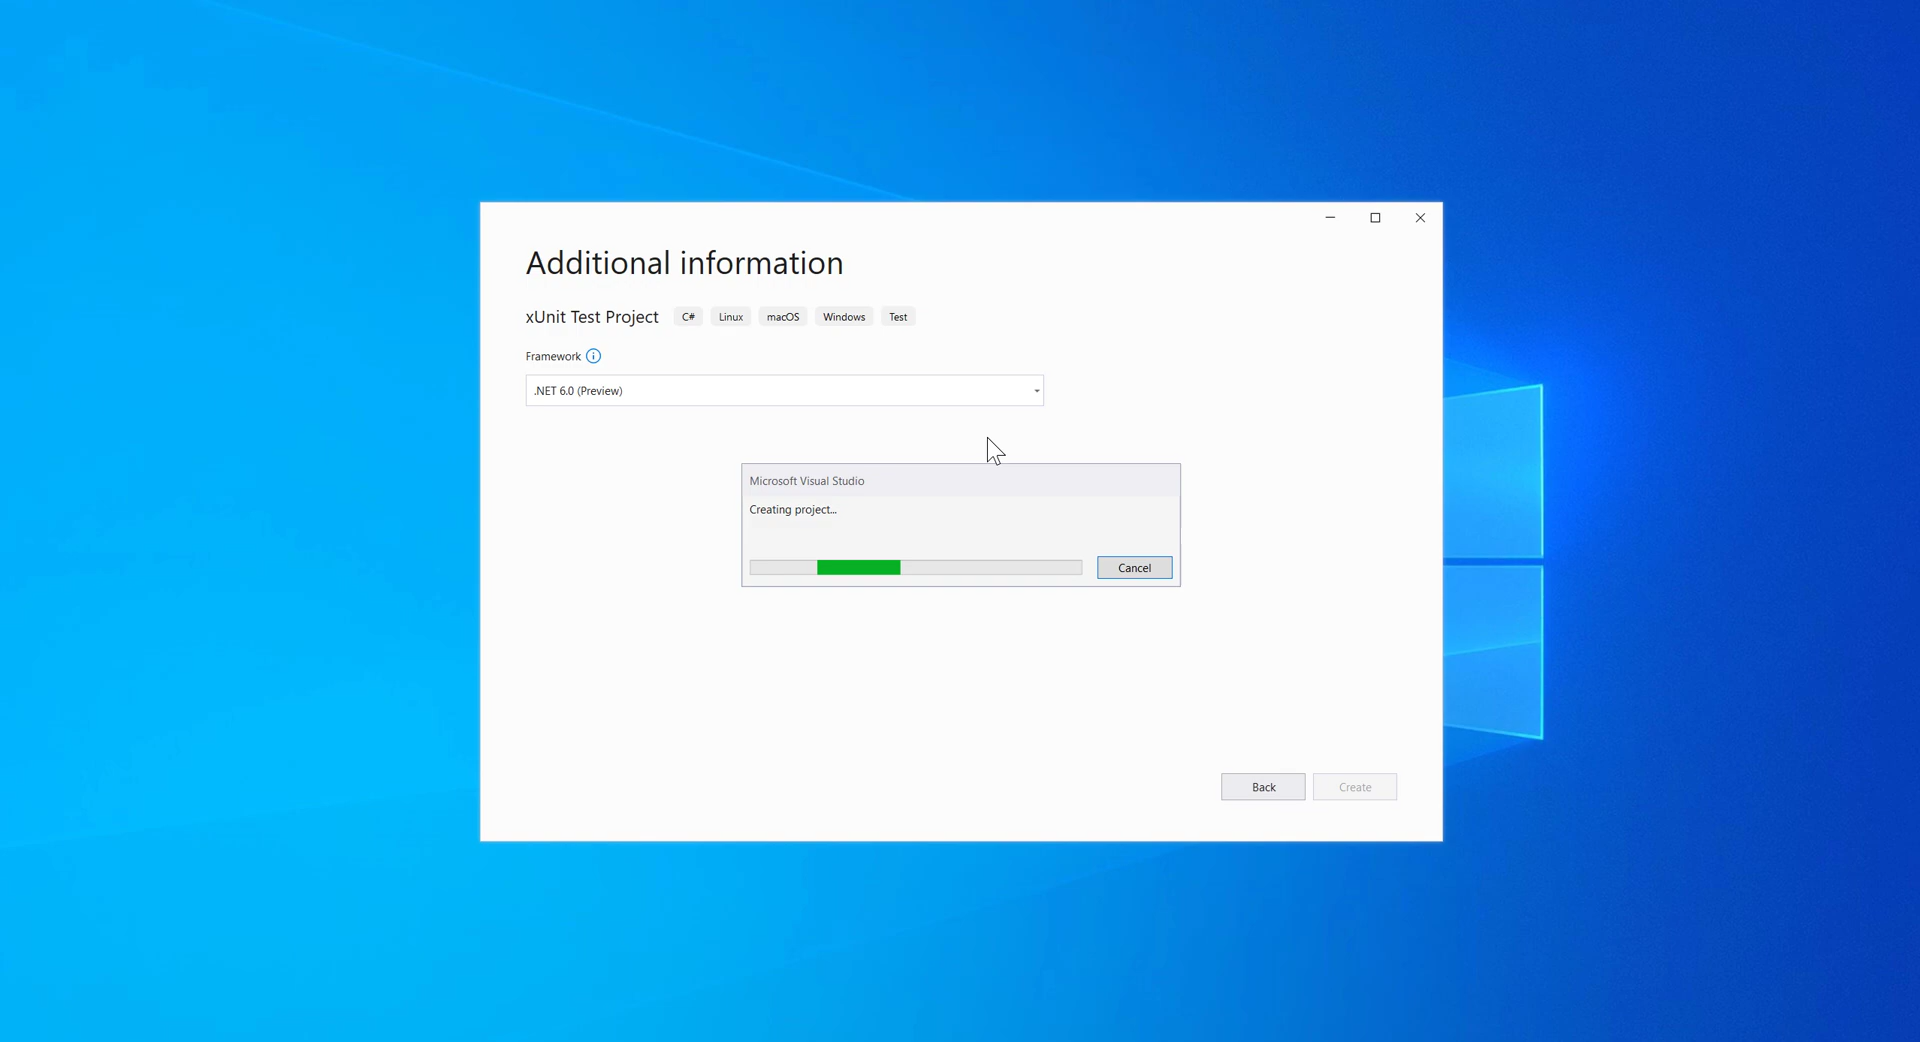 Additional information
xUnit Test Project C# Linux macOS Windows Test
Framework
.NET 6.0 (Preview)
Microsoft Visual Studio
Creating project...
Cancel
Back Create